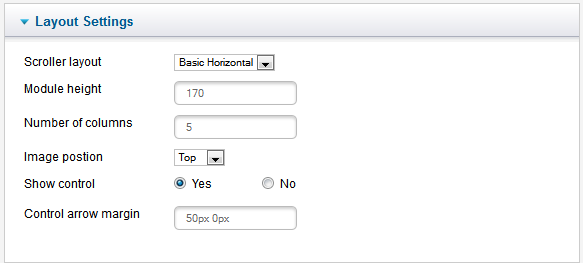 Layout Settings
Scroller layout Basic Horizontal
Module height 170
Number of columns 5
Image postion Top
Show control Yes No
Control arrow margin 50px 0px